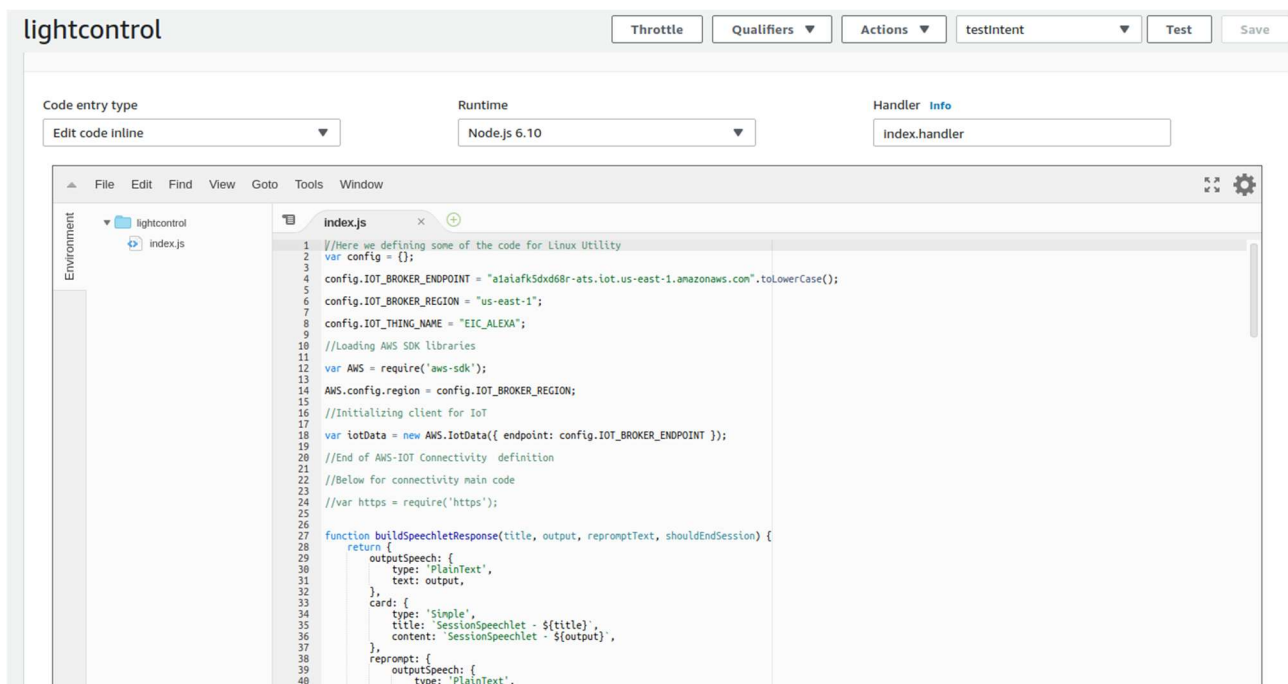 lightcontrol
Throttle Qualifiers Actions testIntent Test Save
Code entry type Runtime Handler Info
Edit code inline Node.js 6.10 index.handler
File Edit Find View Goto Tools Window
Environment
lightcontrol
index.js
index.js
1 //Here we defining some of the code for Linux Utility
2 var config = {};
3
4 config.IOT_BROKER_ENDPOINT = "a1aiafk5dxd68r-ats.iot.us-east-1.amazonaws.com".toLowerCase();
5
6 config.IOT_BROKER_REGION = "us-east-1";
7
8 config.IOT_THING_NAME = "EIC_ALEXA";
9
10 //Loading AWS SDK libraries
11
12 var AWS = require('aws-sdk');
13
14 AWS.config.region = config.IOT_BROKER_REGION;
15
16 //Initializing client for IoT
17
18 var iotData = new AWS.IotData({ endpoint: config.IOT_BROKER_ENDPOINT });
19
20 //End of AWS-IOT Connectivity  definition
21
22 //Below for connectivity main code
23
24 //var https = require('https');
25
26
27 function buildSpeechletResponse(title, output, repromptText, shouldEndSession) {
28     return {
29         outputSpeech: {
30             type: 'PlainText',
31             text: output,
32         },
33         card: {
34             type: 'Simple',
35             title: `SessionSpeechlet - ${title}`,
36             content: `SessionSpeechlet - ${output}`,
37         },
38         reprompt: {
39             outputSpeech: {
40                 type: 'PlainText',